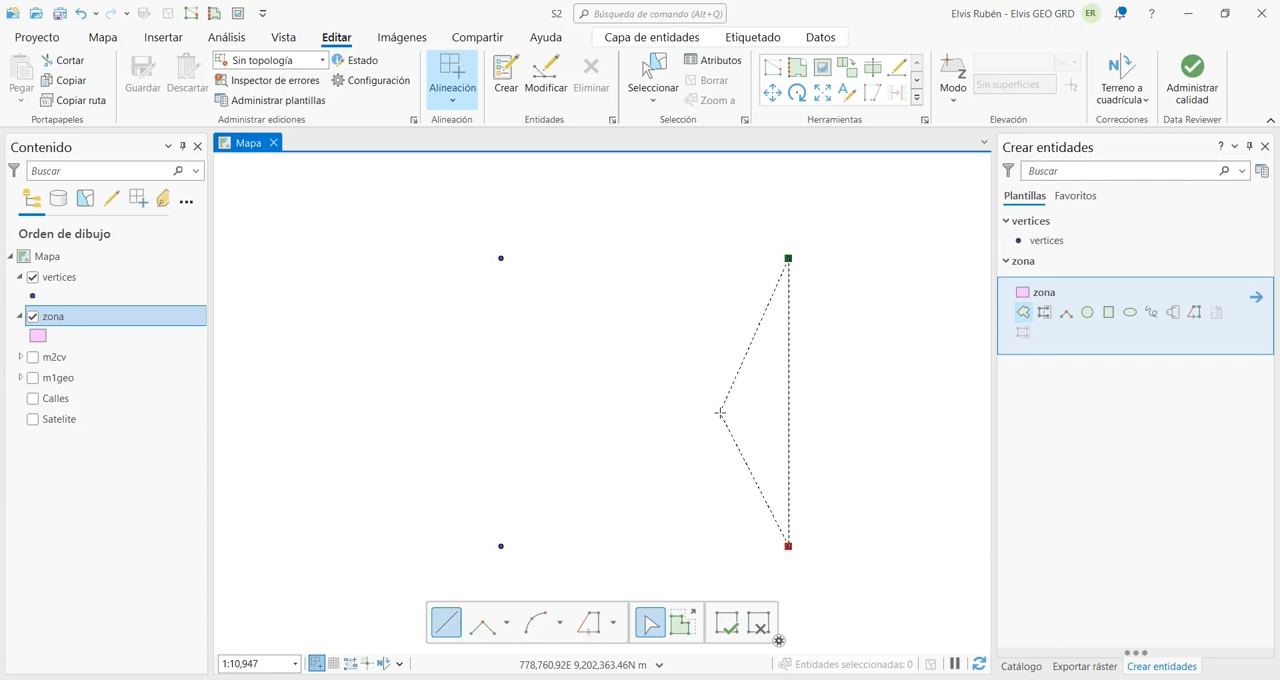 S2
Búsqueda de comando (Alt+Q)
Elvis Rubén - Elvis GEO GRD
ER
?
Proyecto
Mapa
Insertar
Análisis
Vista
Editar
Imágenes
Compartir
Ayuda
Capa de entidades
Etiquetado
Datos
Pegar
Cortar
Copiar
Copiar ruta
Portapapeles
Guardar
Descartar
Sin topología
Estado
Inspector de errores
Configuración
Administrar plantillas
Administrar ediciones
Alineación
Alineación
Crear
Modificar
Eliminar
Entidades
Seleccionar
Atributos
Borrar
Zoom a
Selección
Herramientas
Modo
Sin superficies
Elevación
Terreno a
cuadrícula
Correcciones
Administrar
calidad
Data Reviewer
Contenido
Buscar
Orden de dibujo
Mapa
vertices
zona
m2cv
m1geo
Calles
Satelite
Mapa
1:10,947
778,760.92E 9,202,363.46N m
Entidades seleccionadas: 0
Crear entidades
?
Buscar
Plantillas
Favoritos
vertices
vertices
zona
zona
Catálogo
Exportar ráster
Crear entidades